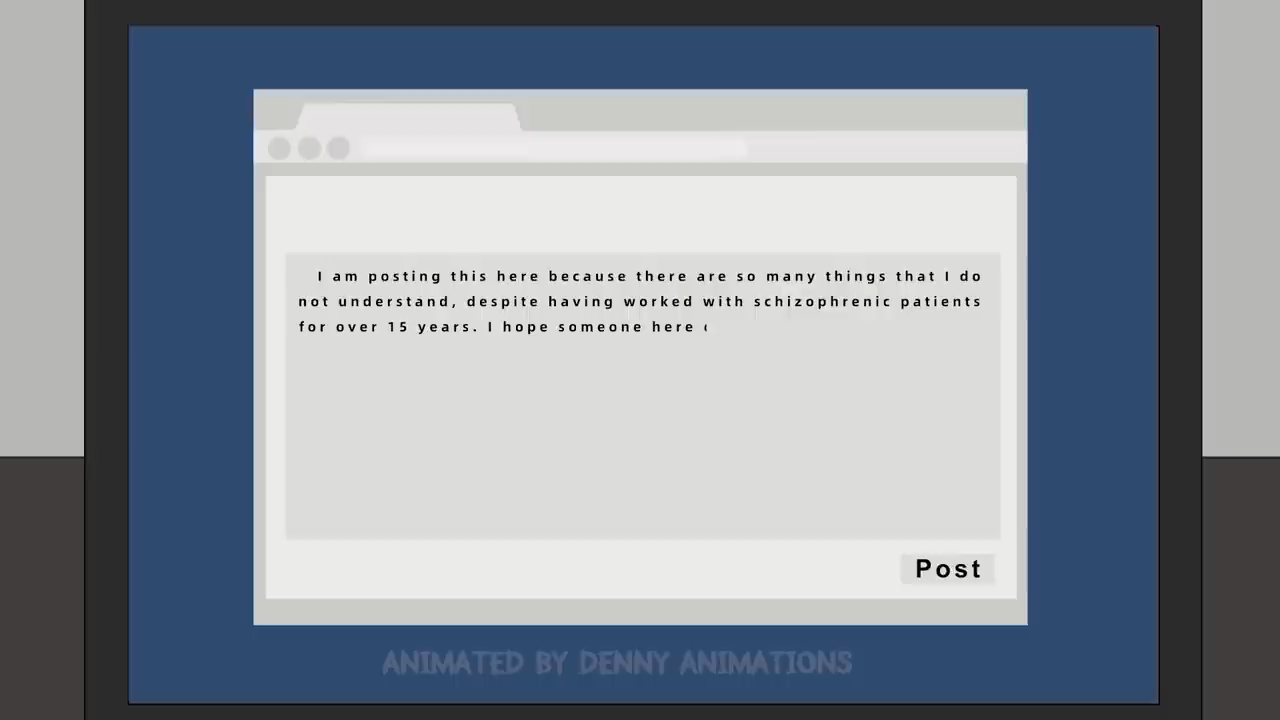 I am posting this here because there are so many things that I do
not understand, despite having worked with schizophrenic patients
for over 15 years. I hope someone here
Post
ANIMATED BY DENNY ANIMATIONS